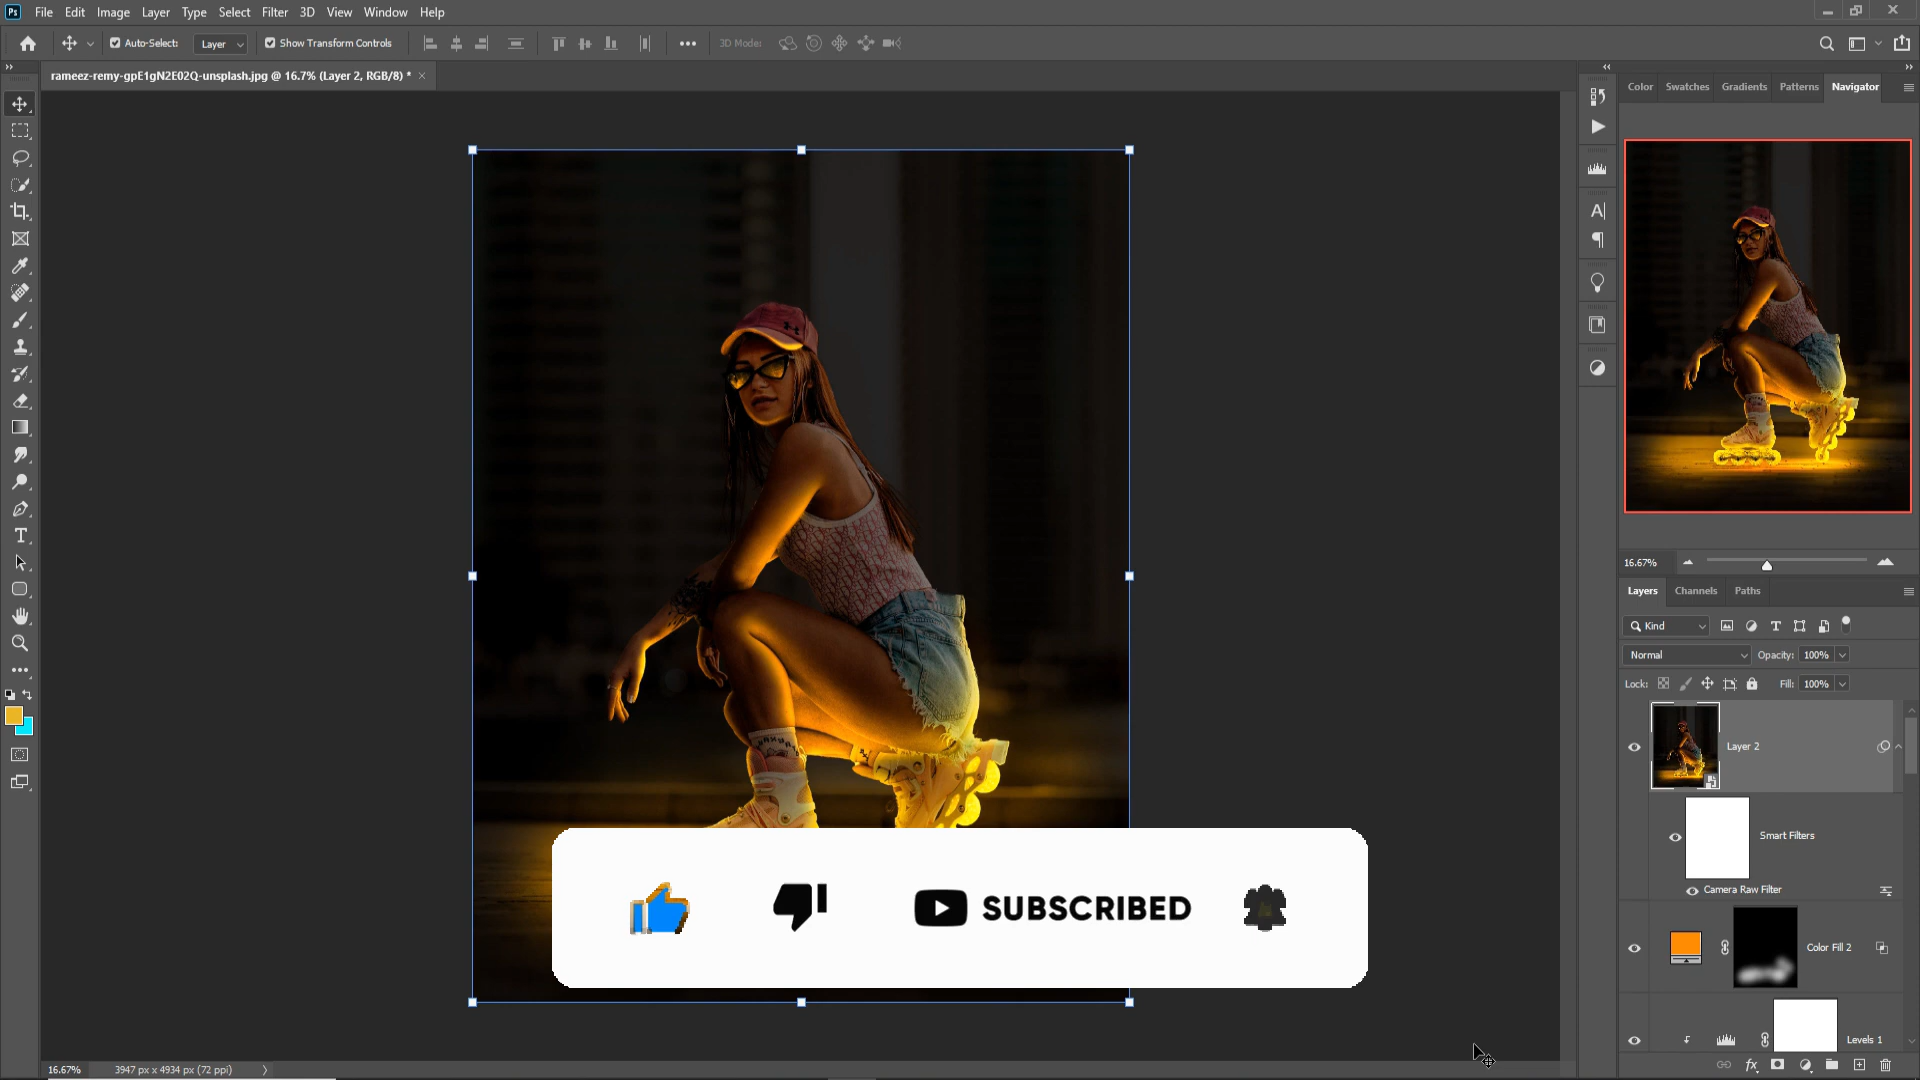 Ps File Edit Image Layer Type Select Filter 3D View Window Help
Auto-Select: Layer Show Transform Controls 3D Mode:
rameez-remy-gpE1gN2E02Q-unsplash.jpg @ 16.7% (Layer 2, RGB/8) *
Color Swatches Gradients Patterns Navigator
16.67%
Layers Channels Paths
Kind
Normal Opacity: 100%
Lock: Fill: 100%
Layer 2
Smart Filters
Camera Raw Filter
SUBSCRIBED
Color Fill 2
Levels 1
16.67% 3947 px x 4934 px (72 ppi)